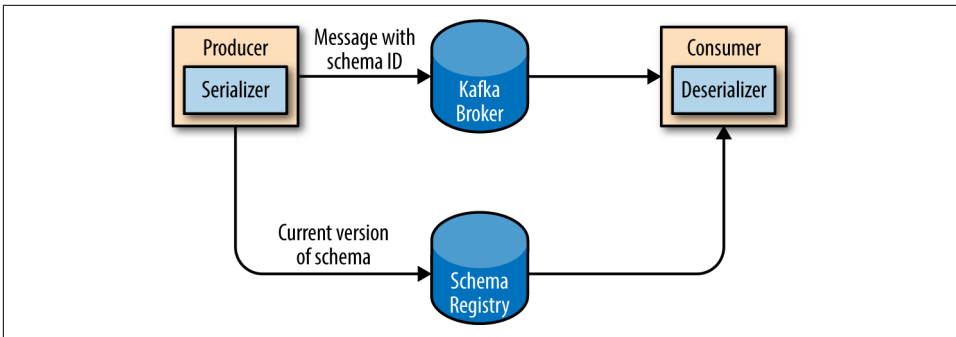 Producer
Serializer
Message with
schema ID
Kafka
Broker
Consumer
Deserializer
Current version
of schema
Schema
Registry